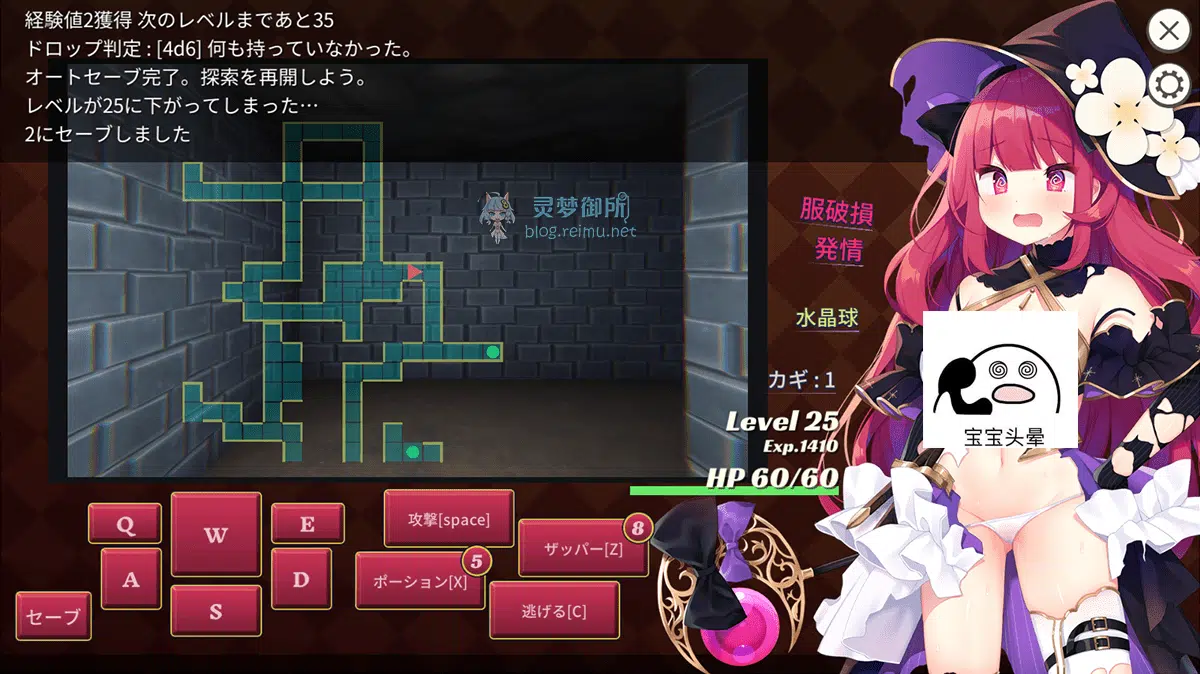 経験値2獲得 次のレベルまであと35
ドロップ判定 : [4d6] 何も持っていなかった。
オートセーブ完了。探索を再開しよう。
レベルが25に下がってしまった…
2にセーブしました
灵梦御所
blog.reimu.net
服破損
発情
水晶球
カギ : 1
Level 25
Exp.1410
HP 60/60
宝宝头晕
Q
W
E
A
S
D
セーブ
攻撃[space]
ザッパー[Z]
8
ポーション[X]
5
逃げる[C]